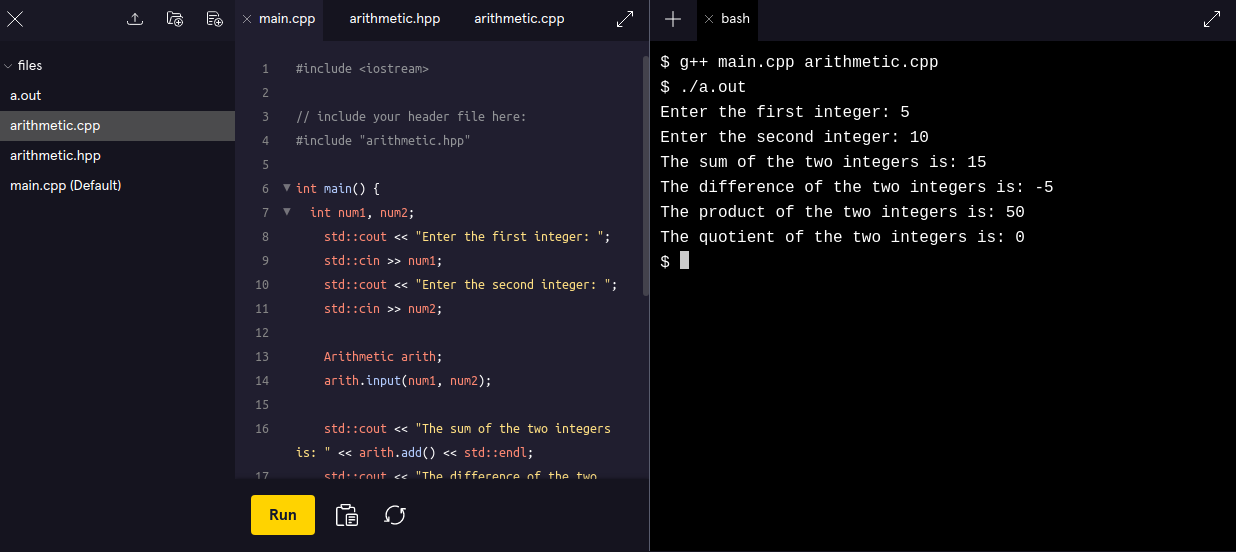 main.cpp arithmetic.hpp arithmetic.cpp
bash
files
a.out
arithmetic.cpp
arithmetic.hpp
main.cpp (Default)
1 #include <iostream>
2
3 // include your header file here:
4 #include "arithmetic.hpp"
5
6 int main() {
7 int num1, num2;
8 std::cout << "Enter the first integer: ";
9 std::cin >> num1;
10 std::cout << "Enter the second integer: ";
11 std::cin >> num2;
12
13 Arithmetic arith;
14 arith.input(num1, num2);
15
16 std::cout << "The sum of the two integers
is: " << arith.add() << std::endl;
17 std::cout << "The difference of the two
Run
$ g++ main.cpp arithmetic.cpp
$ ./a.out
Enter the first integer: 5
Enter the second integer: 10
The sum of the two integers is: 15
The difference of the two integers is: -5
The product of the two integers is: 50
The quotient of the two integers is: 0
$